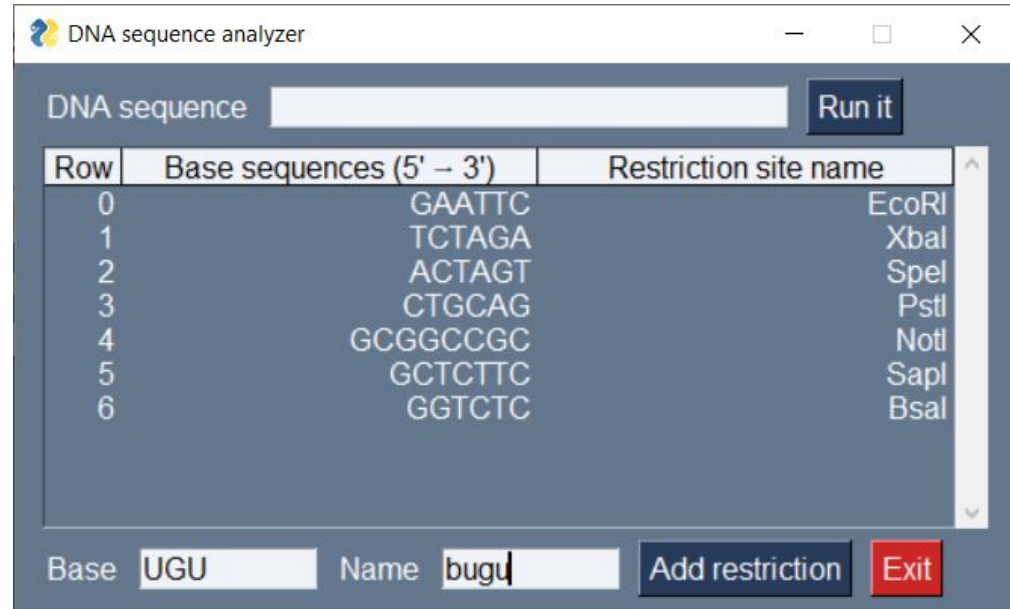 DNA sequence analyzer
DNA sequence Run it
Row Base sequences (5' → 3') Restriction site name
0 GAATTC EcoRI
1 TCTAGA XbaI
2 ACTAGT SpeI
3 CTGCAG PstI
4 GCGGCCGC NotI
5 GCTCTTC SapI
6 GGTCTC BsaI
Base UGU Name bugu Add restriction Exit